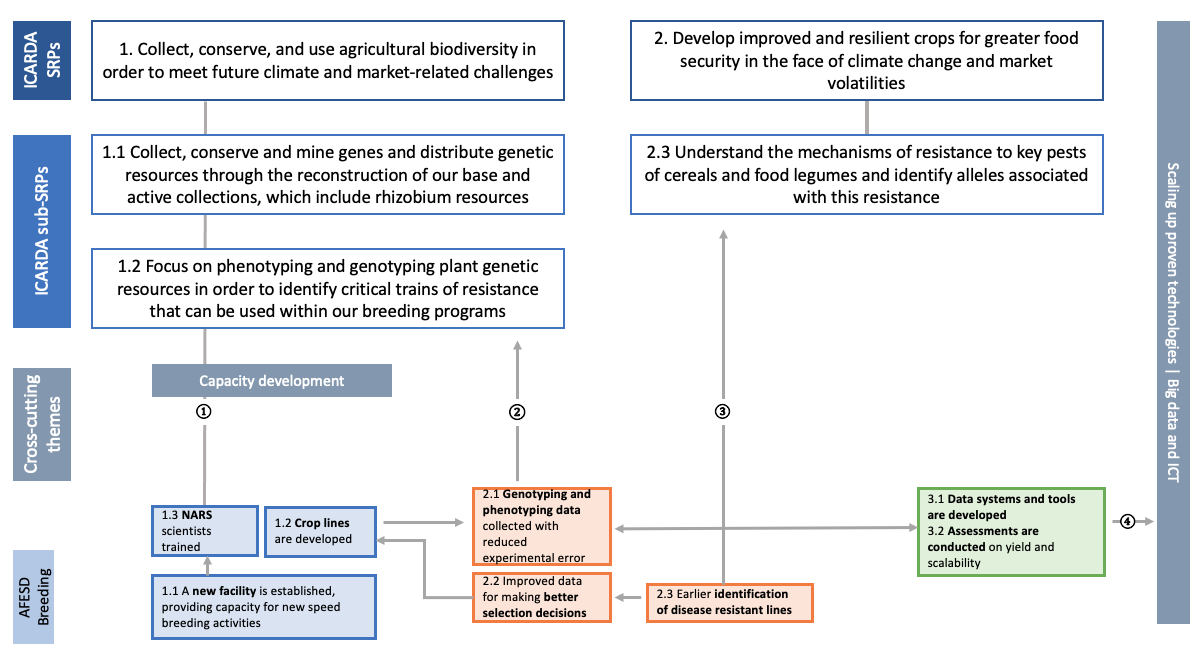 ICARDA
SRPs
1. Collect, conserve, and use agricultural biodiversity in
order to meet future climate and market-related challenges
2. Develop improved and resilient crops for greater food
security in the face of climate change and market
volatilities
ICARDA sub-SRPs
1.1 Collect, conserve and mine genes and distribute genetic
resources through the reconstruction of our base and
active collections, which include rhizobium resources
2.3 Understand the mechanisms of resistance to key pests
of cereals and food legumes and identify alleles associated
with this resistance
1.2 Focus on phenotyping and genotyping plant genetic
resources in order to identify critical trains of resistance
that can be used within our breeding programs
Cross-cutting
themes
Capacity development
①
②
③
AFESD
Breeding
1.3 NARS
scientists
trained
1.2 Crop lines
are developed
1.1 A new facility is established,
providing capacity for new speed
breeding activities
2.1 Genotyping and
phenotyping data
collected with
reduced
experimental error
2.2 Improved data
for making better
selection decisions
2.3 Earlier identification
of disease resistant lines
3.1 Data systems and tools
are developed
3.2 Assessments are
conducted on yield and
scalability
④
Scaling up proven technologies | Big data and ICT